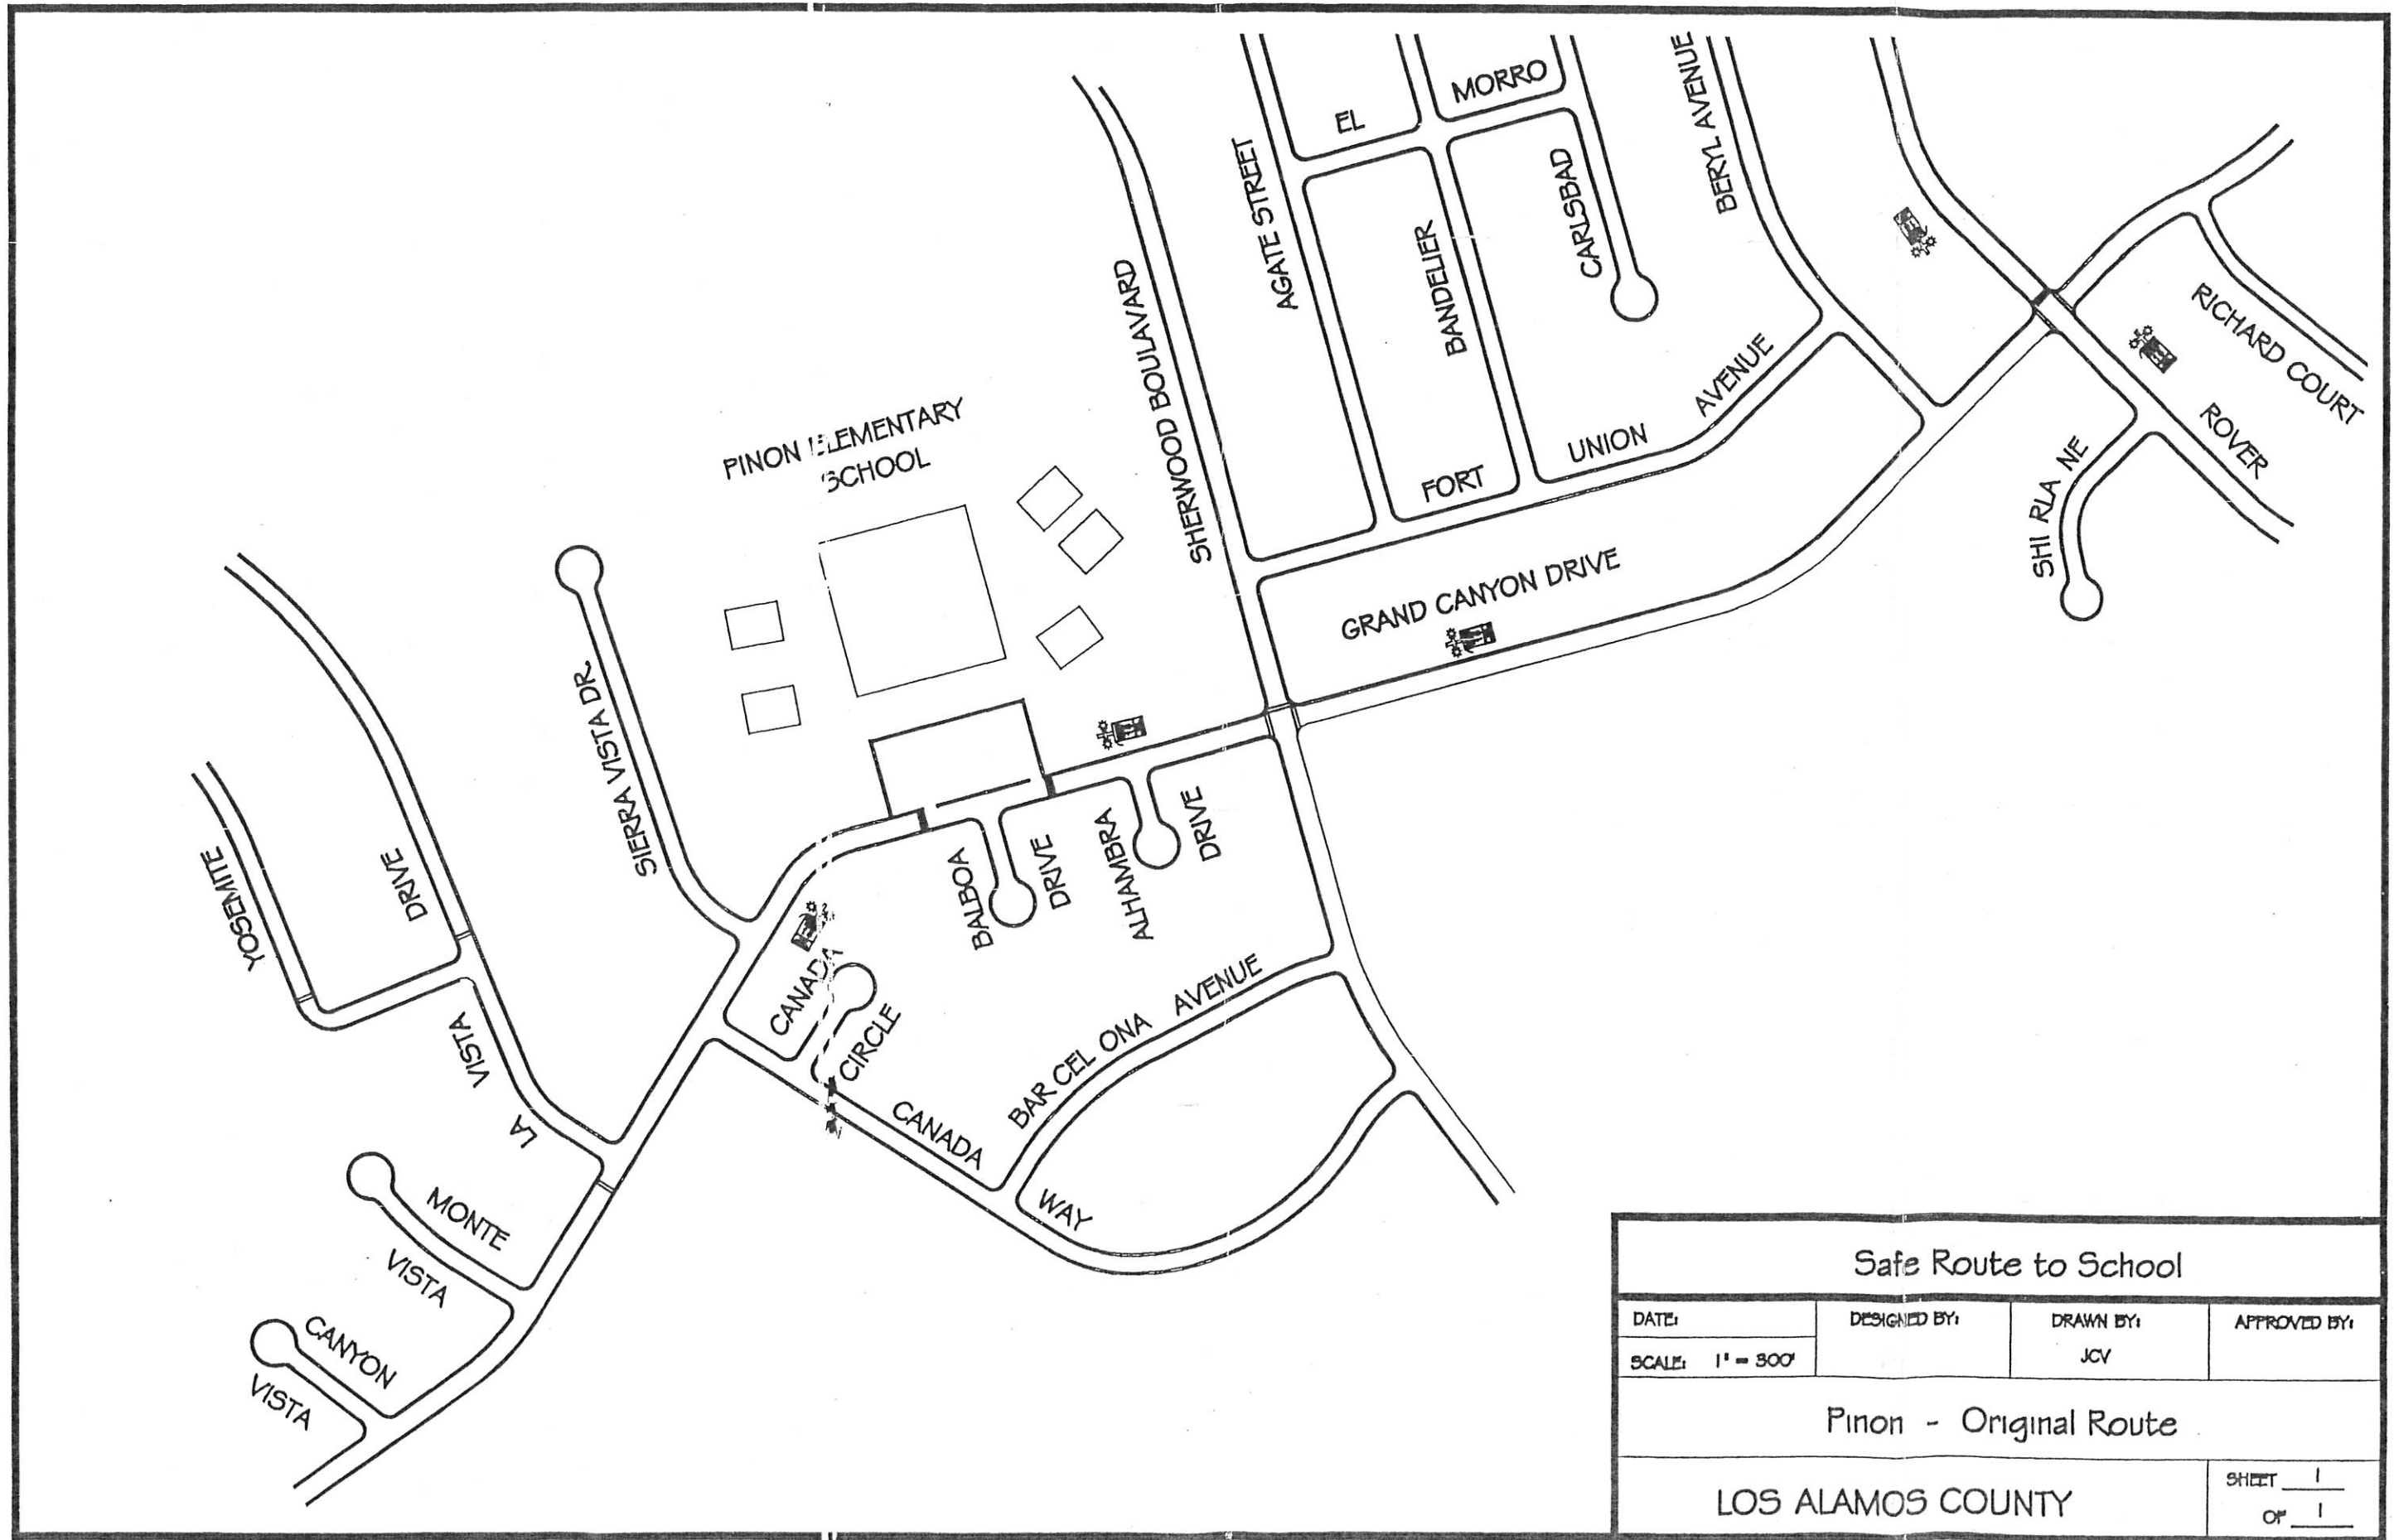 EL
MORRO
BERYL AVENUE
AGATE STREET
CARLSBAD
BANDELIER
SHERWOOD BOULAVARD
RICHARD COURT
ROVER
SHI RLA NE
UNION
AVENUE
FORT
GRAND CANYON DRIVE
PINON ELEMENTARY
SCHOOL
SIERRA VISTA DR.
YOSEMITE
DRIVE
VISTA
LA
BALBOA
DRIVE
ALHAMBRA
DRIVE
CANADA
CIRCLE
BAR CEL ONA AVENUE
CANADA
WAY
MONTE
VISTA
CANYON
VISTA
Safe Route to School
DATE:
SCALE: 1" = 300'
DESIGNED BY:
DRAWN BY:
JCV
APPROVED BY:
Pinon - Original Route
LOS ALAMOS COUNTY
SHEET 1
OF 1